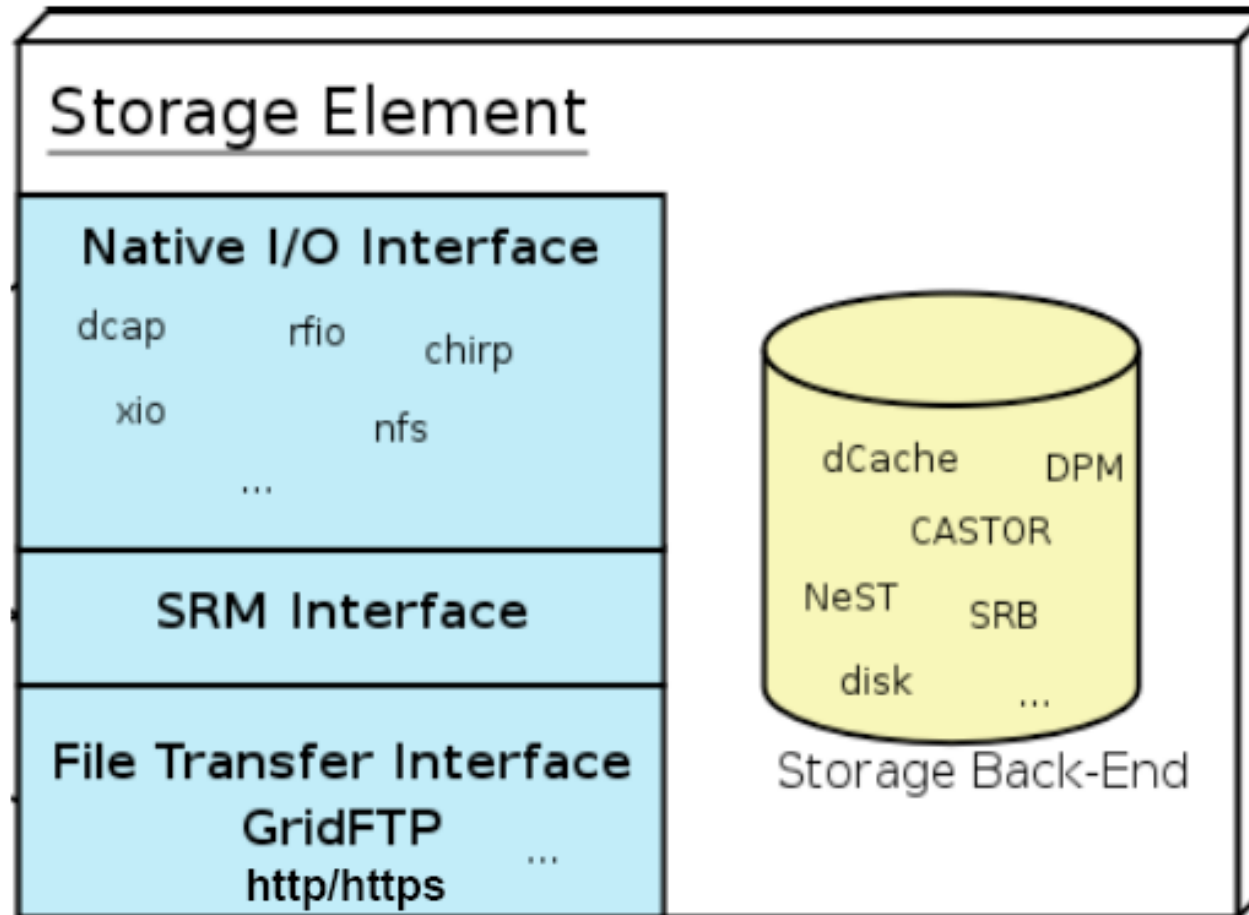 Storage Element
Native I/O Interface
dcap rfio chirp
xio nfs
...
SRM Interface
File Transfer Interface
GridFTP
...
http/https
dCache DPM
CASTOR
NeST SRB
disk ...
Storage Back-End